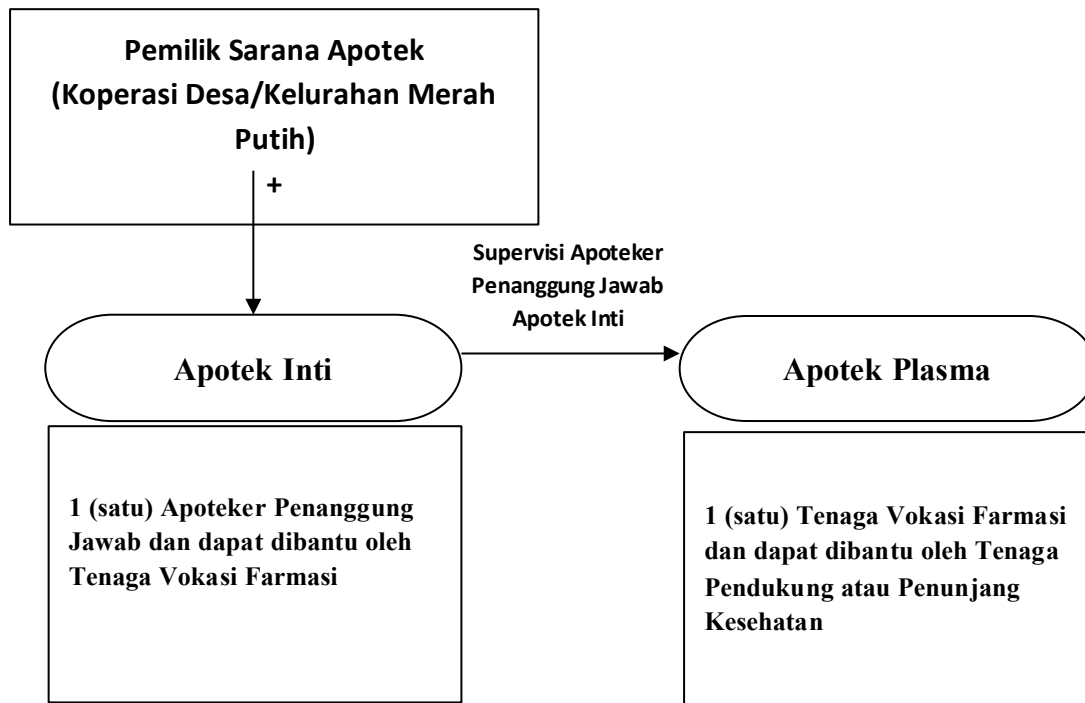 Pemilik Sarana Apotek
(Koperasi Desa/Kelurahan Merah
Putih)
+
Supervisi Apoteker
Penanggung Jawab
Apotek Inti
Apotek Inti
Apotek Plasma
1 (satu) Apoteker Penanggung
Jawab dan dapat dibantu oleh
Tenaga Vokasi Farmasi
1 (satu) Tenaga Vokasi Farmasi
dan dapat dibantu oleh Tenaga
Pendukung atau Penunjang
Kesehatan